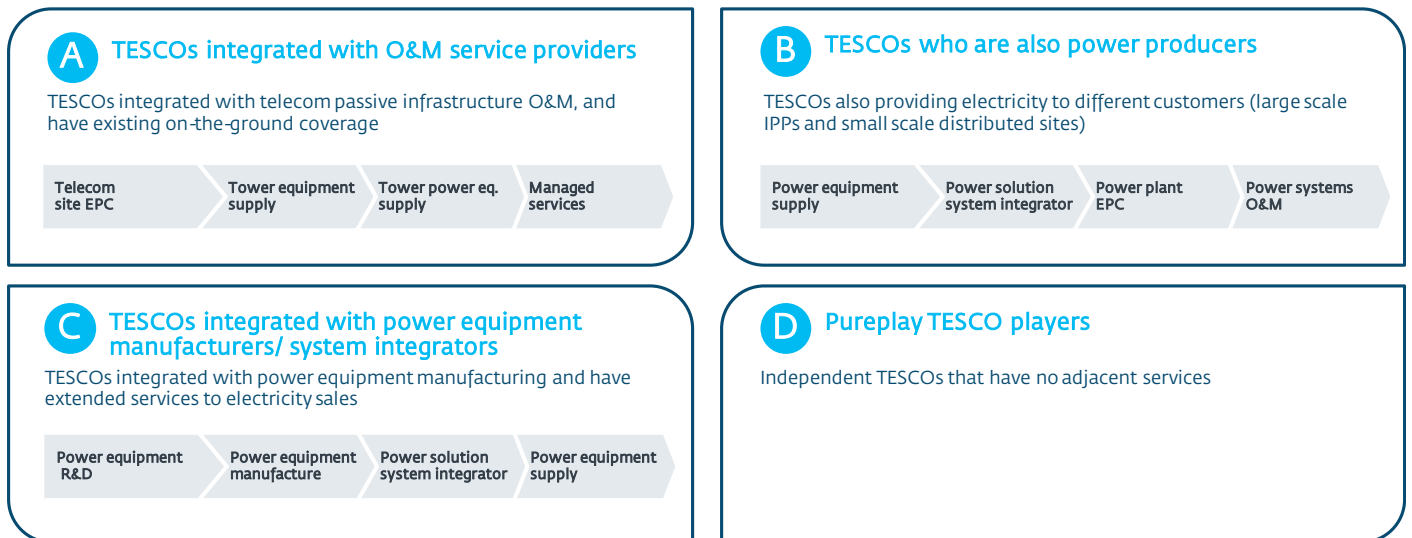 A
TESCOs integrated with O&M service providers
TESCOs integrated with telecom passive infrastructure O&M, and
have existing on-the-ground coverage
Telecom
site EPC
Tower equipment
supply
Tower power eq.
supply
Managed
services
B
TESCOs who are also power producers
TESCOs also providing electricity to different customers (large scale
IPPs and small scale distributed sites)
Power equipment
supply
Power solution
system integrator
Power plant
EPC
Power systems
O&M
C
TESCOs integrated with power equipment
manufacturers/ system integrators
TESCOs integrated with power equipment manufacturing and have
extended services to electricity sales
Power equipment
R&D
Power equipment
manufacture
Power solution
system integrator
Power equipment
supply
D
Pureplay TESCO players
Independent TESCOs that have no adjacent services